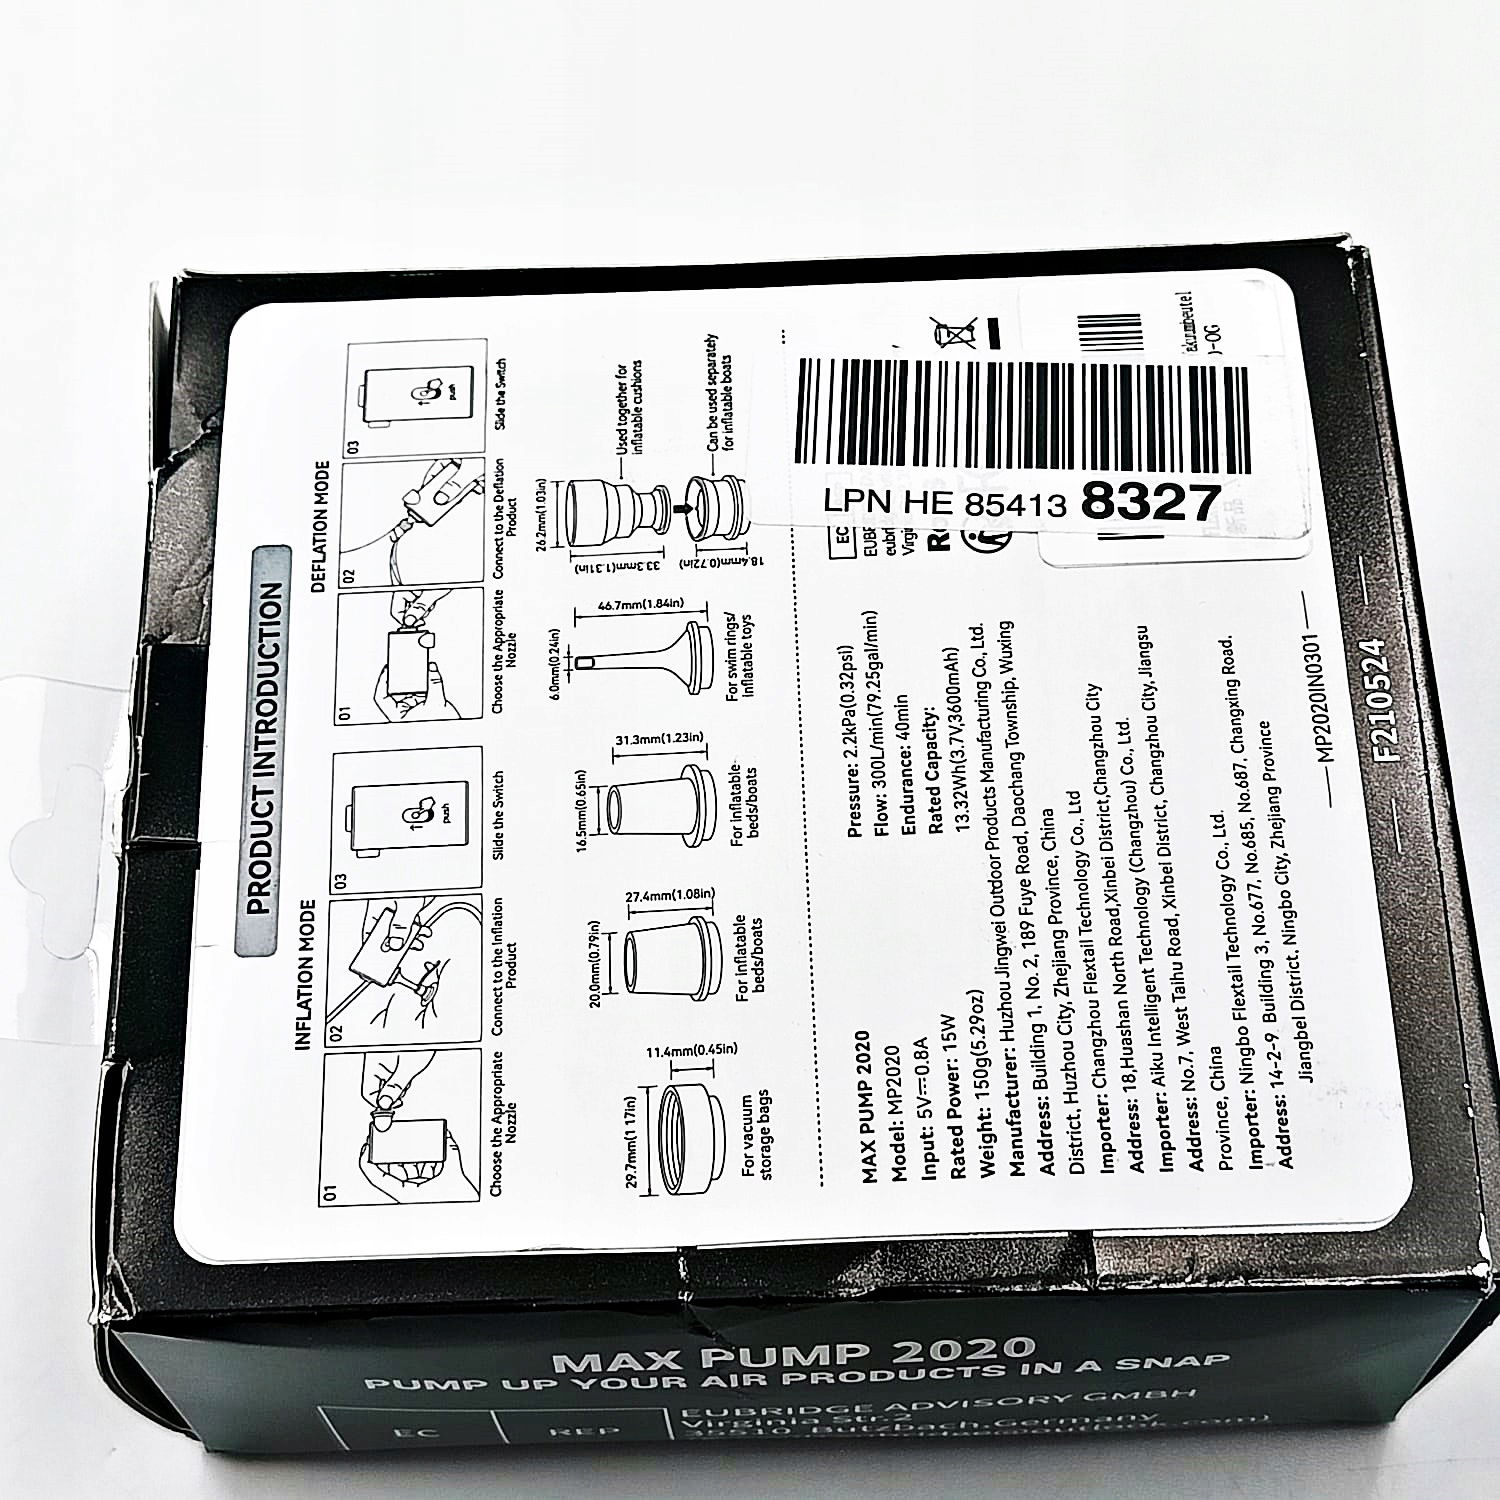 PRODUCT INTRODUCTION
INFLATION MODE
01
Choose the Appropriate
Nozzle
02
Connect to the Inflation
Product
03
push
Slide the Switch
DEFLATION MODE
01
Choose the Appropriate
Nozzle
02
Connect to the Deflation
Product
03
push
Slide the Switch
29.7mm(1 17in)
11.4mm(0.45in)
For vacuum
storage bags
20.0mm(0.79in)
27.4mm(1.08in)
For inflatable
beds/boats
16.5mm(0.65in)
31.3mm(1.23in)
For inflatable
beds/boats
6.0mm(0.24in)
46.7mm(1.84in)
For swim rings/
inflatable toys
26.2mm(1.03in)
33.3mm(1.31in)
18.4mm(0.72in)
Used together for
inflatable cushions
Can be used separately
for inflatable boats
MAX PUMP 2020
Model: MP2020
Input: 5V⎓0.8A
Rated Power: 15W
Weight: 150g(5.29oz)
Pressure: 2.2kPa(0.32psi)
Flow: 300L/min(79.25gal/min)
Endurance: 40min
Rated Capacity:
13.32Wh(3.7V,3600mAh)
Manufacturer: Huzhou Jingwei Outdoor Products Manufacturing Co., Ltd.
Address: Building 1, No. 2, 189 Fuye Road, Daochang Township, Wuxing
District, Huzhou City, Zhejiang Province, China
Importer: Changzhou Flextail Technology Co., Ltd
Address: 18,Huashan North Road,Xinbei District,Changzhou City
Importer: Aiku Intelligent Technology (Changzhou) Co., Ltd.
Address: No.7, West Taihu Road, Xinbei District, Changzhou City, Jiangsu
Province, China
Importer: Ningbo Flextail Technology Co., Ltd.
Address: 14-2-9, Building 3, No.677, No.685, No.687, Changxing Road,
Jiangbei District, Ningbo City, Zhejiang Province
EC
LPN HE 85413 8327
MP2020IN0301
F210524
MAX PUMP 2020
PUMP UP YOUR AIR PRODUCTS IN A SNAP
EC REP
EUBRIDGE ADVISORY GMBH
Virginia Str.2
35510 Butzbach Germany